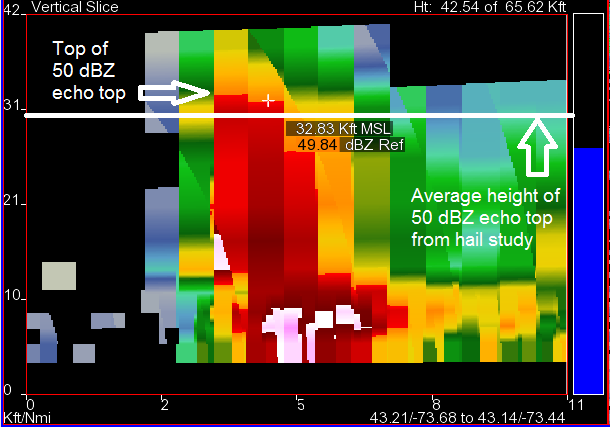 42
Vertical Slice
Ht: 42.54 of 65.62 Kft
Top of
50 dBZ
echo top
31
32.83 Kft MSL
49.84 dBZ Ref
Average height of
50 dBZ echo top
from hail study
21
10
0
0
2
5
8
11
Kft/Nmi
43.21/-73.68 to 43.14/-73.44